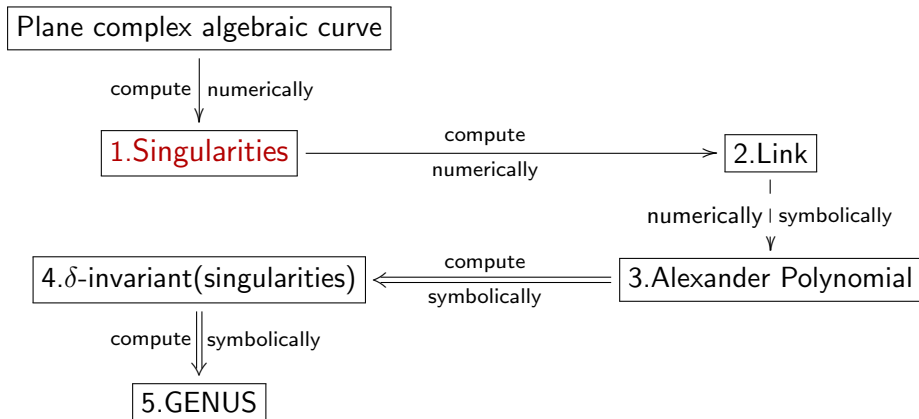 Plane complex algebraic curve
compute numerically
1.Singularities
compute
numerically
2.Link
numerically symbolically
3.Alexander Polynomial
compute
symbolically
4.δ-invariant(singularities)
compute symbolically
5.GENUS